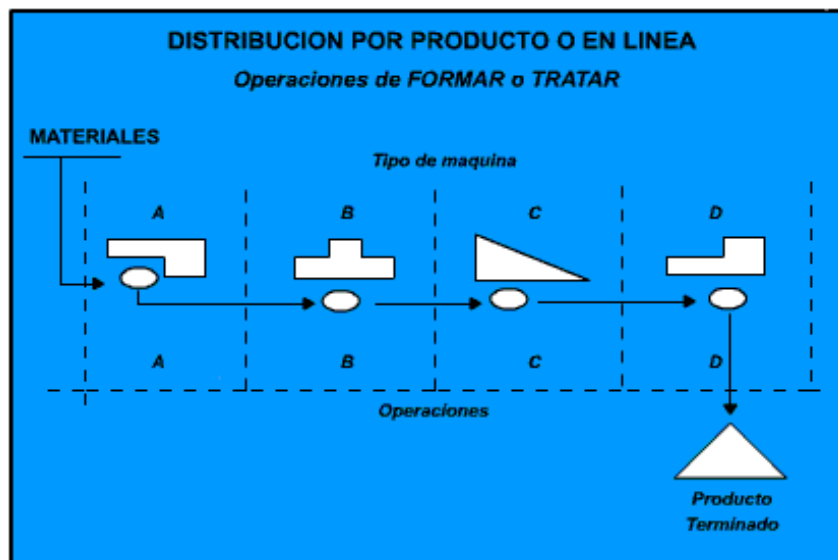 DISTRIBUCION POR PRODUCTO O EN LINEA
Operaciones de FORMAR o TRATAR
MATERIALES
Tipo de maquina
A B C D
A B C D
Operaciones
Producto
Terminado